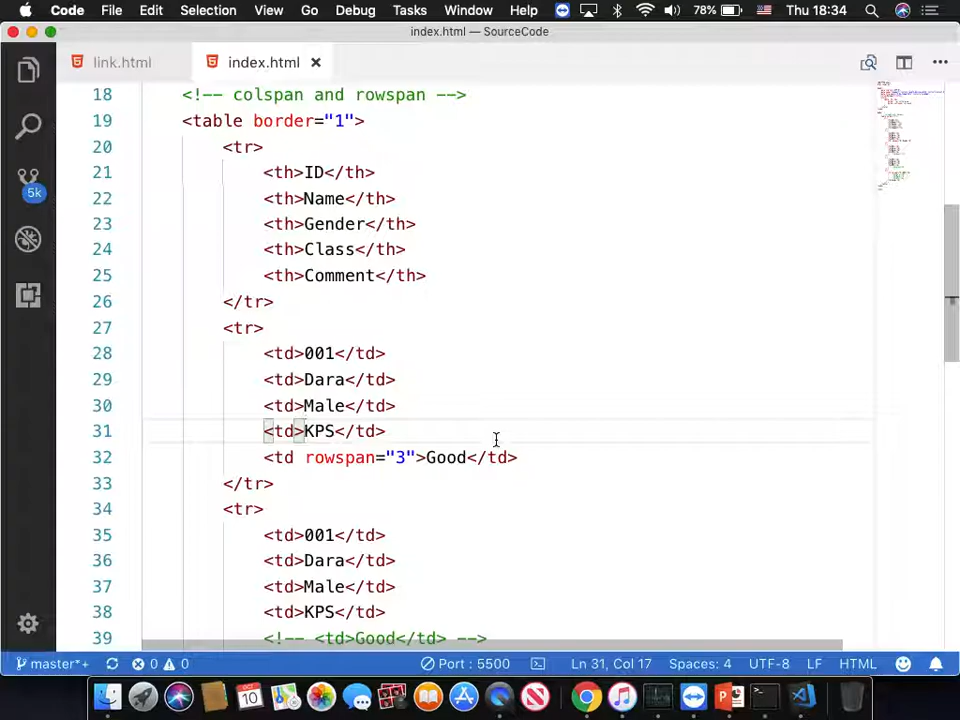 Code File Edit Selection View Go Debug Tasks Window Help 78% Thu 18:34
index.html — SourceCode
link.html index.html
18 <!-- colspan and rowspan -->
19 <table border="1">
20 <tr>
21 <th>ID</th>
22 <th>Name</th>
23 <th>Gender</th>
24 <th>Class</th>
25 <th>Comment</th>
26 </tr>
27 <tr>
28 <td>001</td>
29 <td>Dara</td>
30 <td>Male</td>
31 <td>KPS</td>
32 <td rowspan="3">Good</td>
33 </tr>
34 <tr>
35 <td>001</td>
36 <td>Dara</td>
37 <td>Male</td>
38 <td>KPS</td>
39 <!-- <td>Good</td> -->
5k
master*+ 0 0 Port : 5500 Ln 31, Col 17 Spaces: 4 UTF-8 LF HTML
10